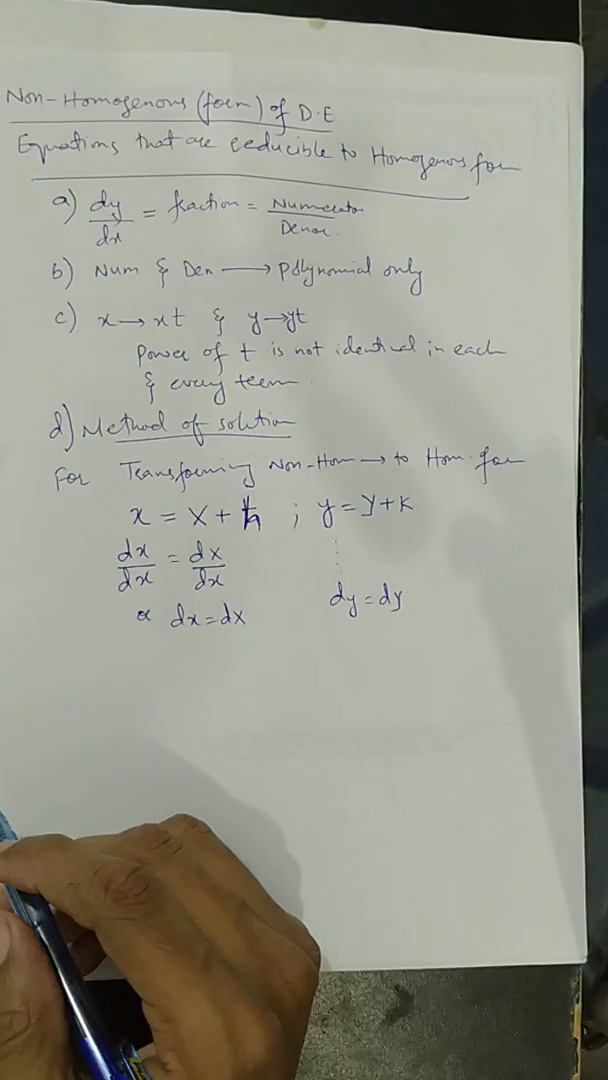 Non-Homogenous (form) of D.E
Equations that are reducible to Homogenous form
a) dy/dx = fraction = Numerator/Denor.
b) Num & Den → polynomial only
c) x→xt & y→yt
Power of t is not identical in each
& every term.
d) Method of solution
For Transforming Non-Hom → to Hom. form
x = X + h ; y = Y + K
dx/dx = dX/dx
or dx = dX
dy = dY